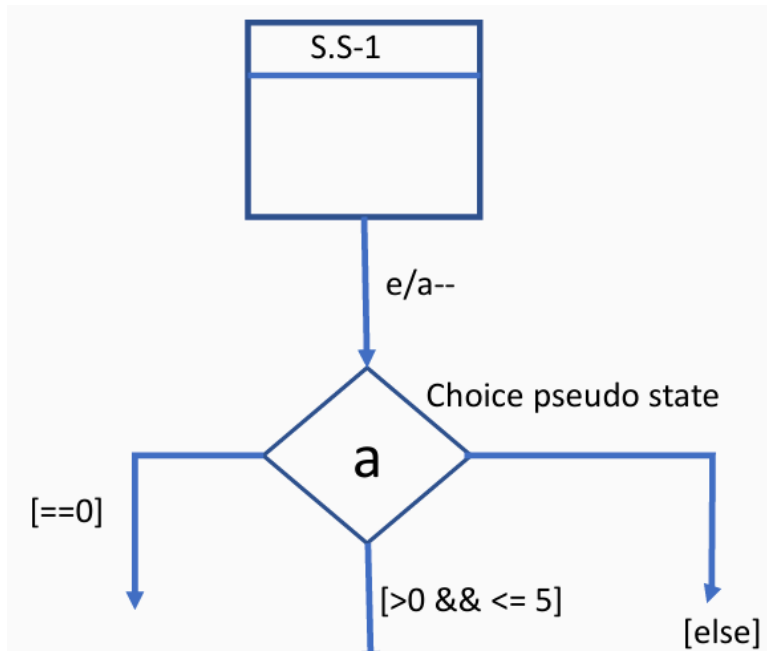 S.S-1
e/a--
Choice pseudo state
a
[==0]
[>0 && <= 5]
[else]